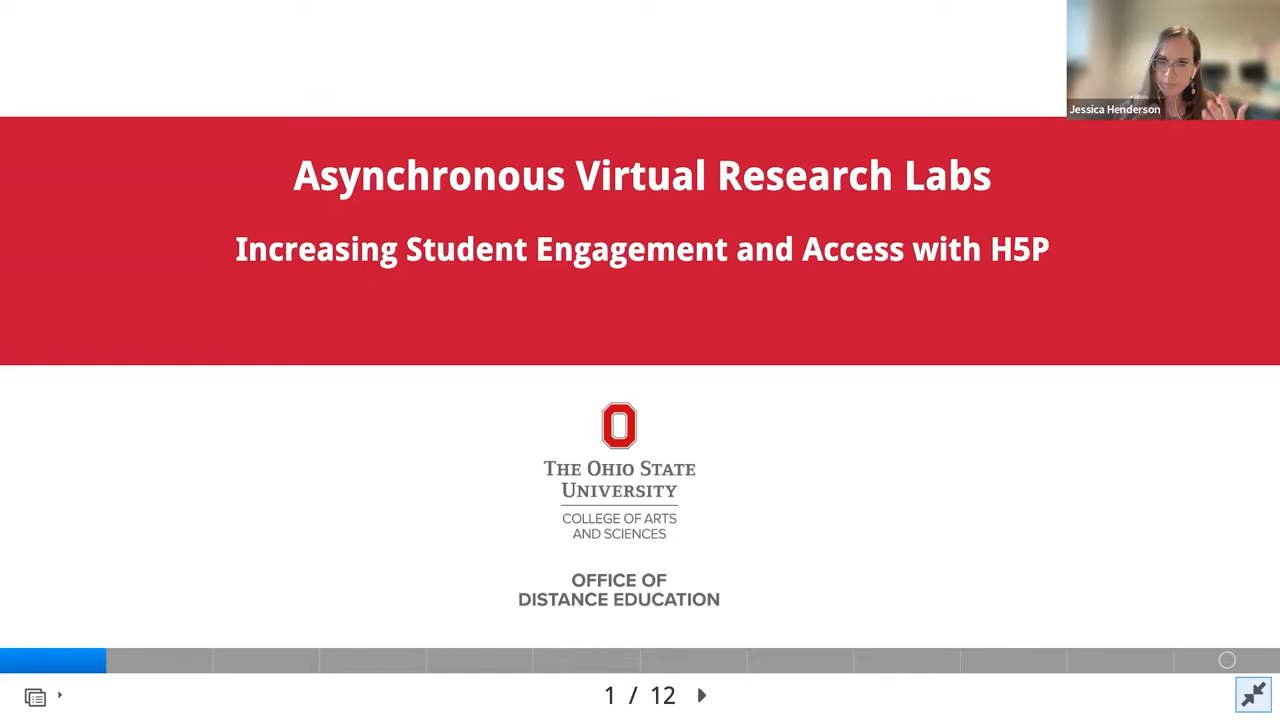 Jessica Henderson
Asynchronous Virtual Research Labs
Increasing Student Engagement and Access with H5P
THE OHIO STATE
UNIVERSITY
COLLEGE OF ARTS
AND SCIENCES
OFFICE OF
DISTANCE EDUCATION
1 / 12